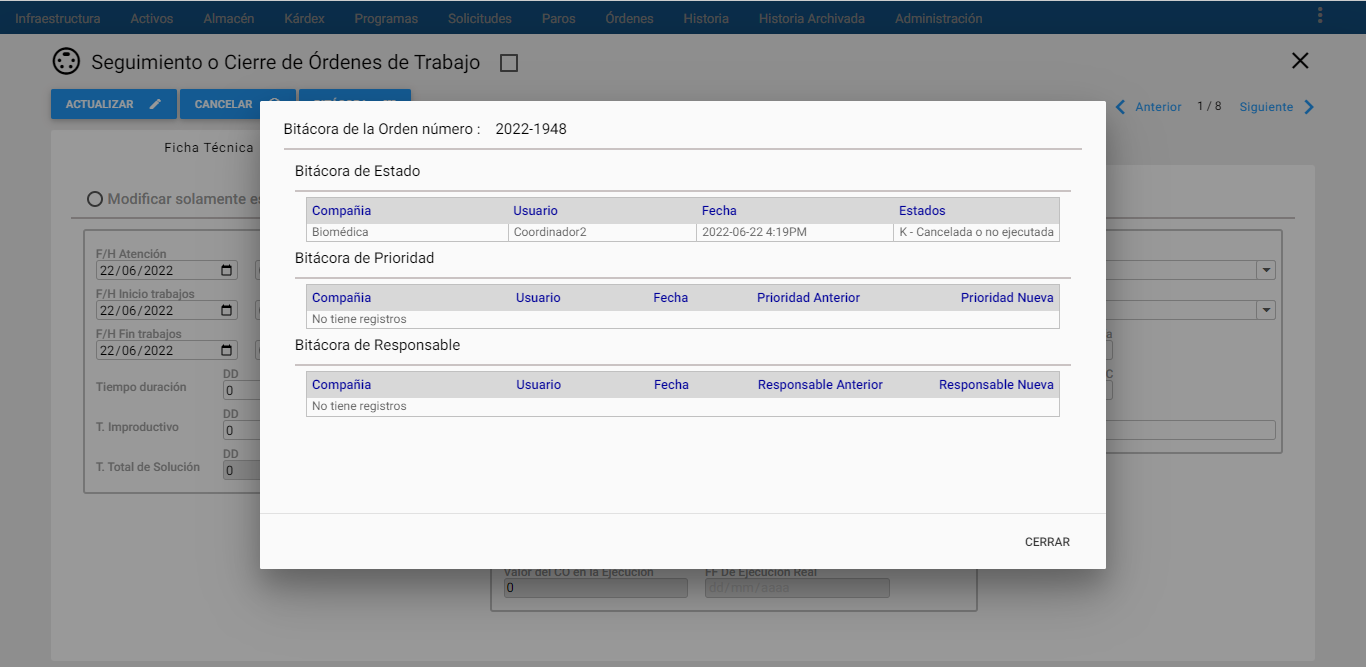 Infraestructura Activos Almacén Kárdex Programas Solicitudes Paros Órdenes Historia Historia Archivada Administración
Seguimiento o Cierre de Órdenes de Trabajo
ACTUALIZAR CANCELAR BITÁCORA
Anterior 1 / 8 Siguiente
Ficha Técnica
Modificar solamente
F/H Atención
22/06/2022
F/H Inicio trabajos
22/06/2022
F/H Fin trabajos
22/06/2022
DD
Tiempo duración 0
DD
T. Improductivo 0
DD
T. Total de Solución 0
Bitácora de la Orden número : 2022-1948
Bitácora de Estado
Compañia Usuario Fecha Estados
Biomédica Coordinador2 2022-06-22 4:19PM K - Cancelada o no ejecutada
Bitácora de Prioridad
Compañia Usuario Fecha Prioridad Anterior Prioridad Nueva
No tiene registros
Bitácora de Responsable
Compañia Usuario Fecha Responsable Anterior Responsable Nueva
No tiene registros
CERRAR
Valor del CO en la Ejecución FF De Ejecución Real
0 dd/mm/aaaa